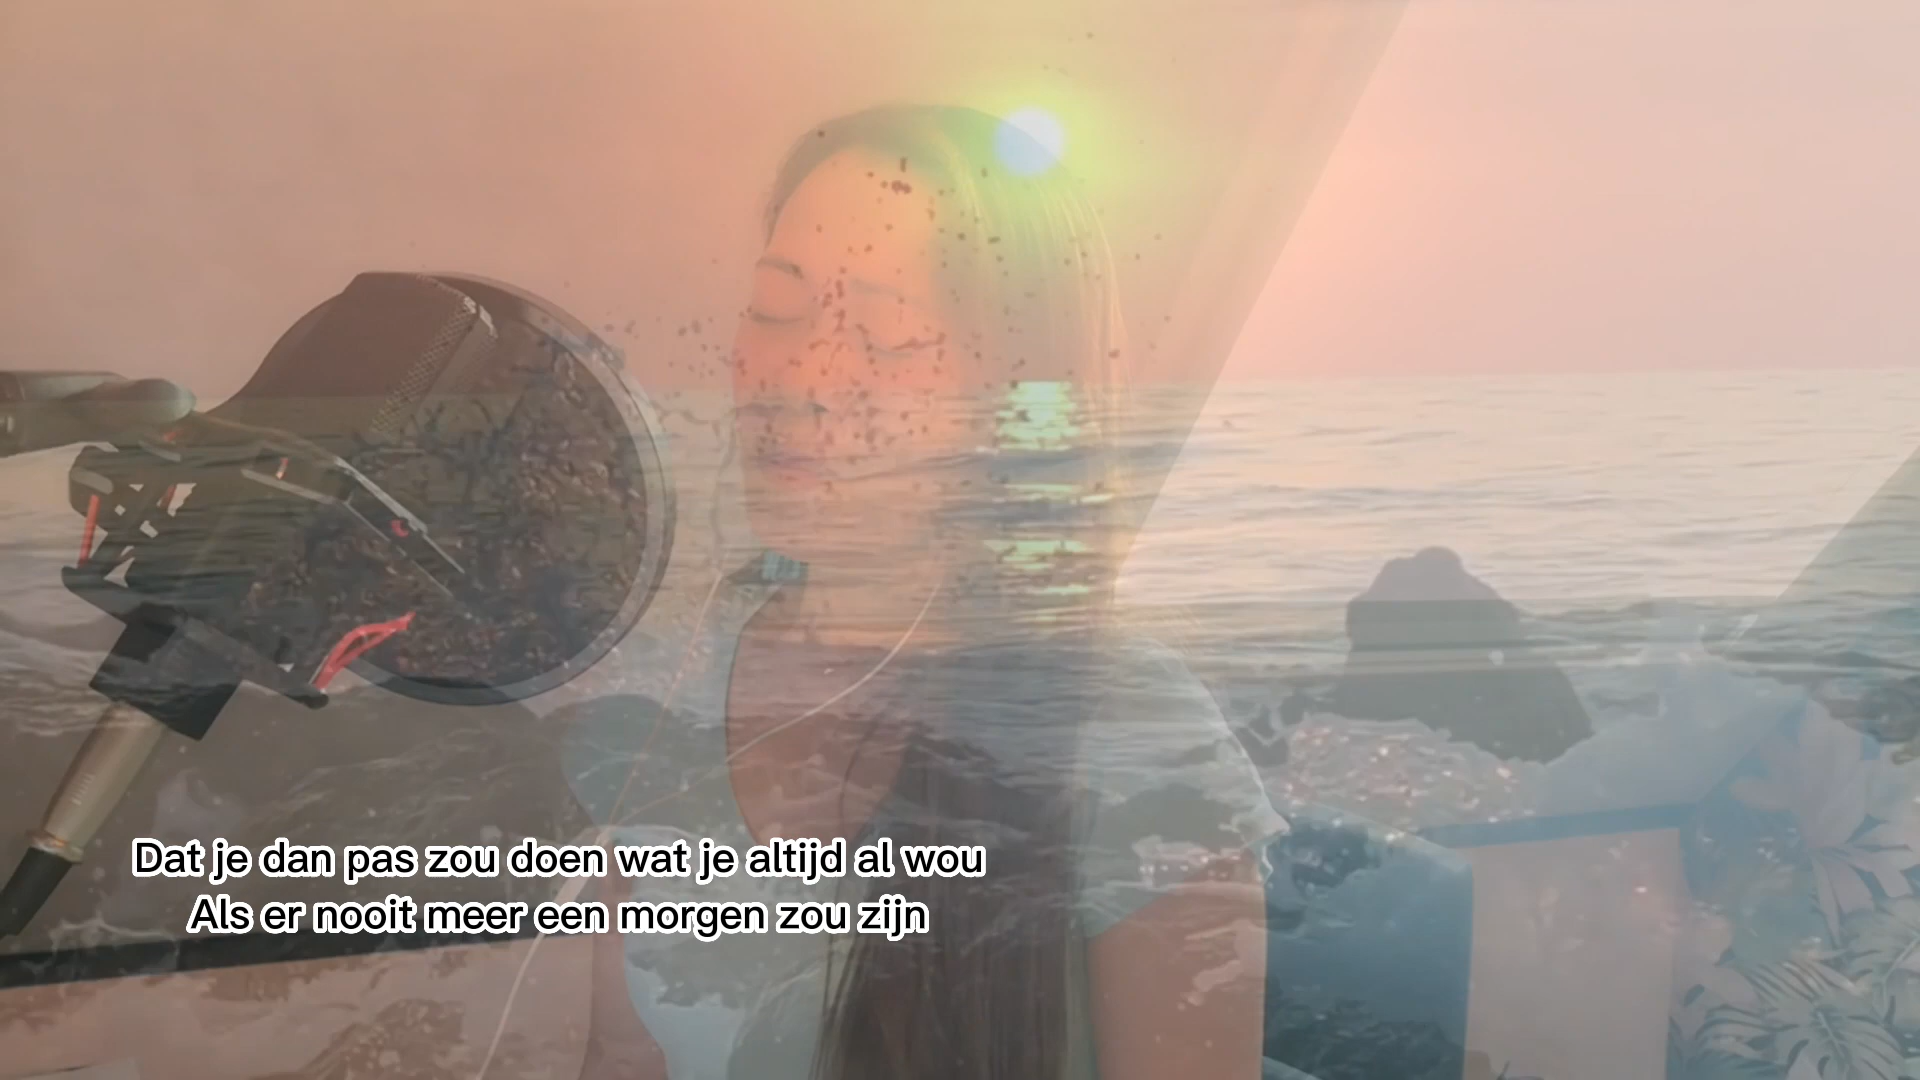 Dat je dan pas zou doen wat je altijd al wou
Als er nooit meer een morgen zou zijn